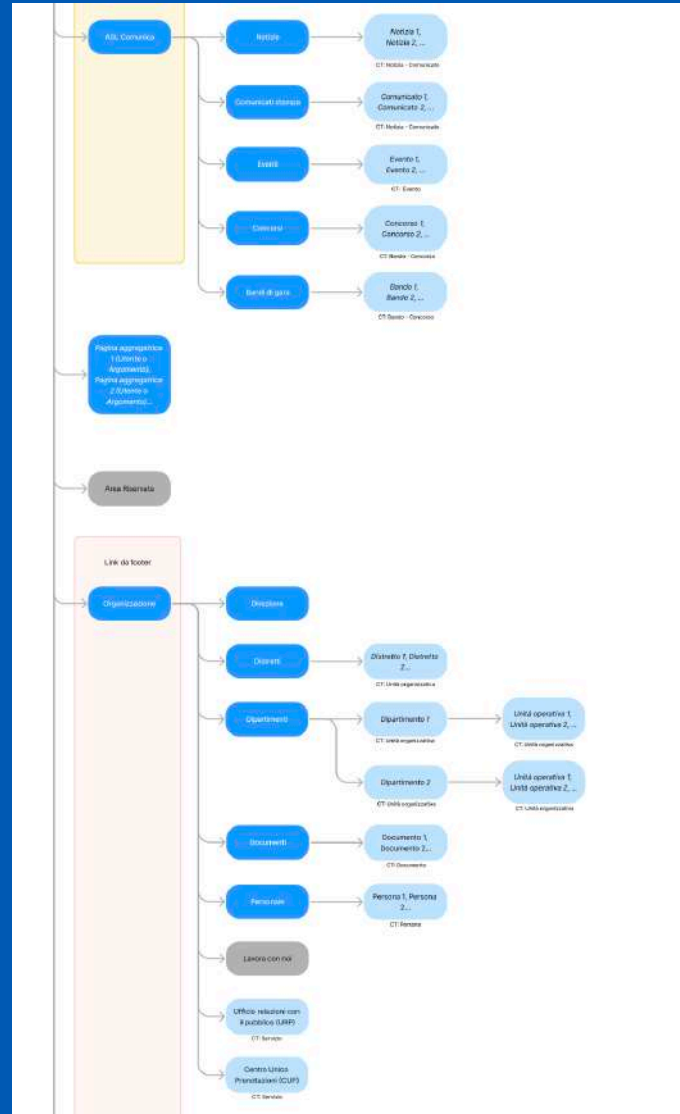 ASL Comunica
Notizie
Notizia 1,
Notizia 2, ...
CT: Notizia - Comunicato
Comunicati stampa
Comunicato 1,
Comunicato 2, ...
CT: Notizia - Comunicato
Eventi
Evento 1,
Evento 2, ...
CT: Evento
Concorsi
Concorso 1,
Concorso 2, ...
CT: Bando - Concorso
Bandi di gara
Bando 1,
Bando 2, ...
CT: Bando - Concorso
Pagina aggregatrice
1 (Utente o
Argomento),
Pagina aggregatrice
2 (Utente o
Argomento)...
Area Riservata
Link da footer
Organizzazione
Direzione
Distretti
Distretto 1, Distretto
2...
CT: Unità organizzativa
Dipartimenti
Dipartimento 1
CT: Unità organizzativa
Unità operativa 1,
Unità operativa 2, ...
CT: Unità organizzativa
Dipartimento 2
CT: Unità organizzativa
Unità operativa 1,
Unità operativa 2, ...
CT: Unità organizzativa
Documenti
Documento 1,
Documento 2...
CT: Documento
Personale
Persona 1, Persona
2...
CT: Persona
Lavora con noi
Ufficio relazioni con
il pubblico (URP)
CT: Servizio
Centro Unico
Prenotazioni (CUP)
CT: Servizio